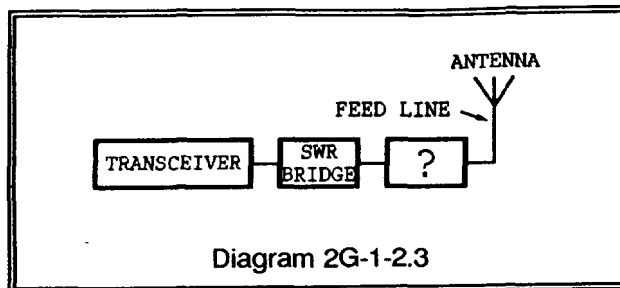 ANTENNA
FEED LINE
TRANSCEIVER
SWR
BRIDGE
?
Diagram 2G-1-2.3